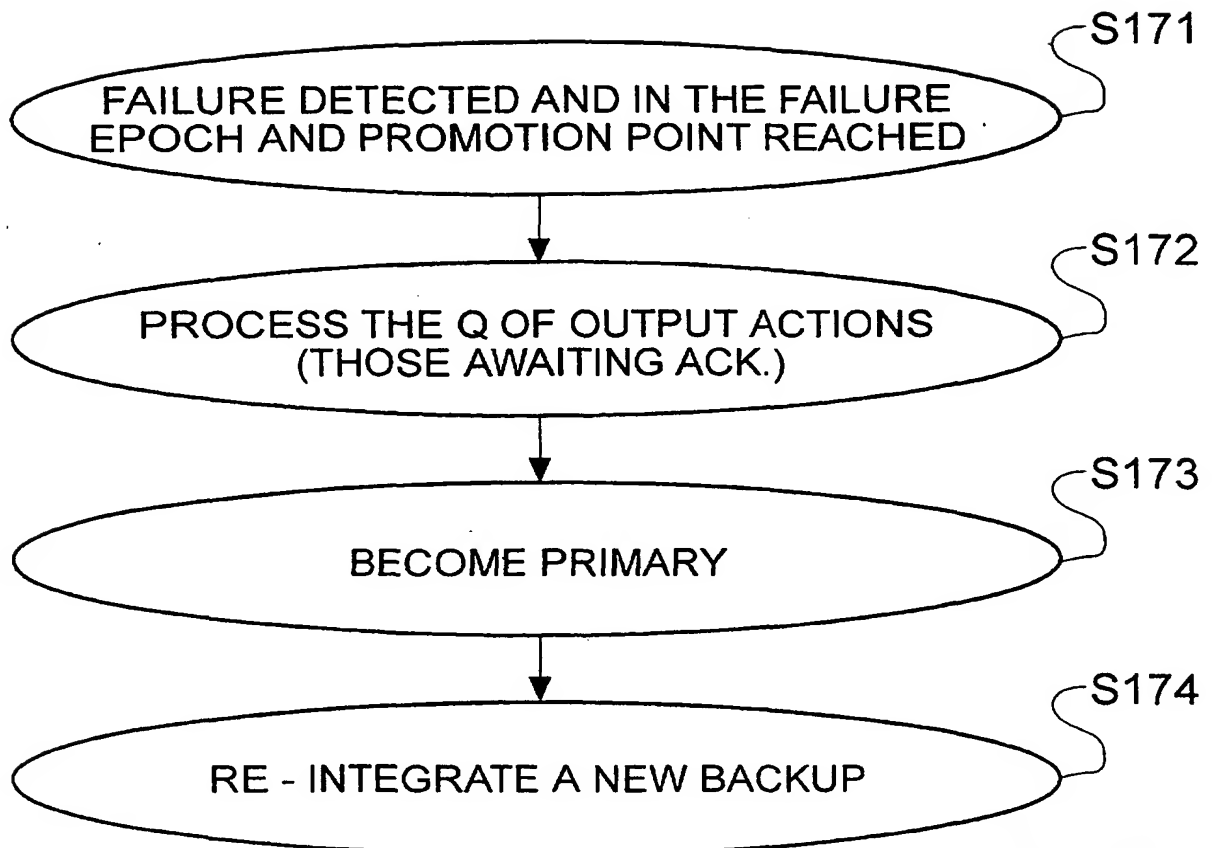 S171
FAILURE DETECTED AND IN THE FAILURE
EPOCH AND PROMOTION POINT REACHED
S172
PROCESS THE Q OF OUTPUT ACTIONS
(THOSE AWAITING ACK.)
S173
BECOME PRIMARY
S174
RE - INTEGRATE A NEW BACKUP